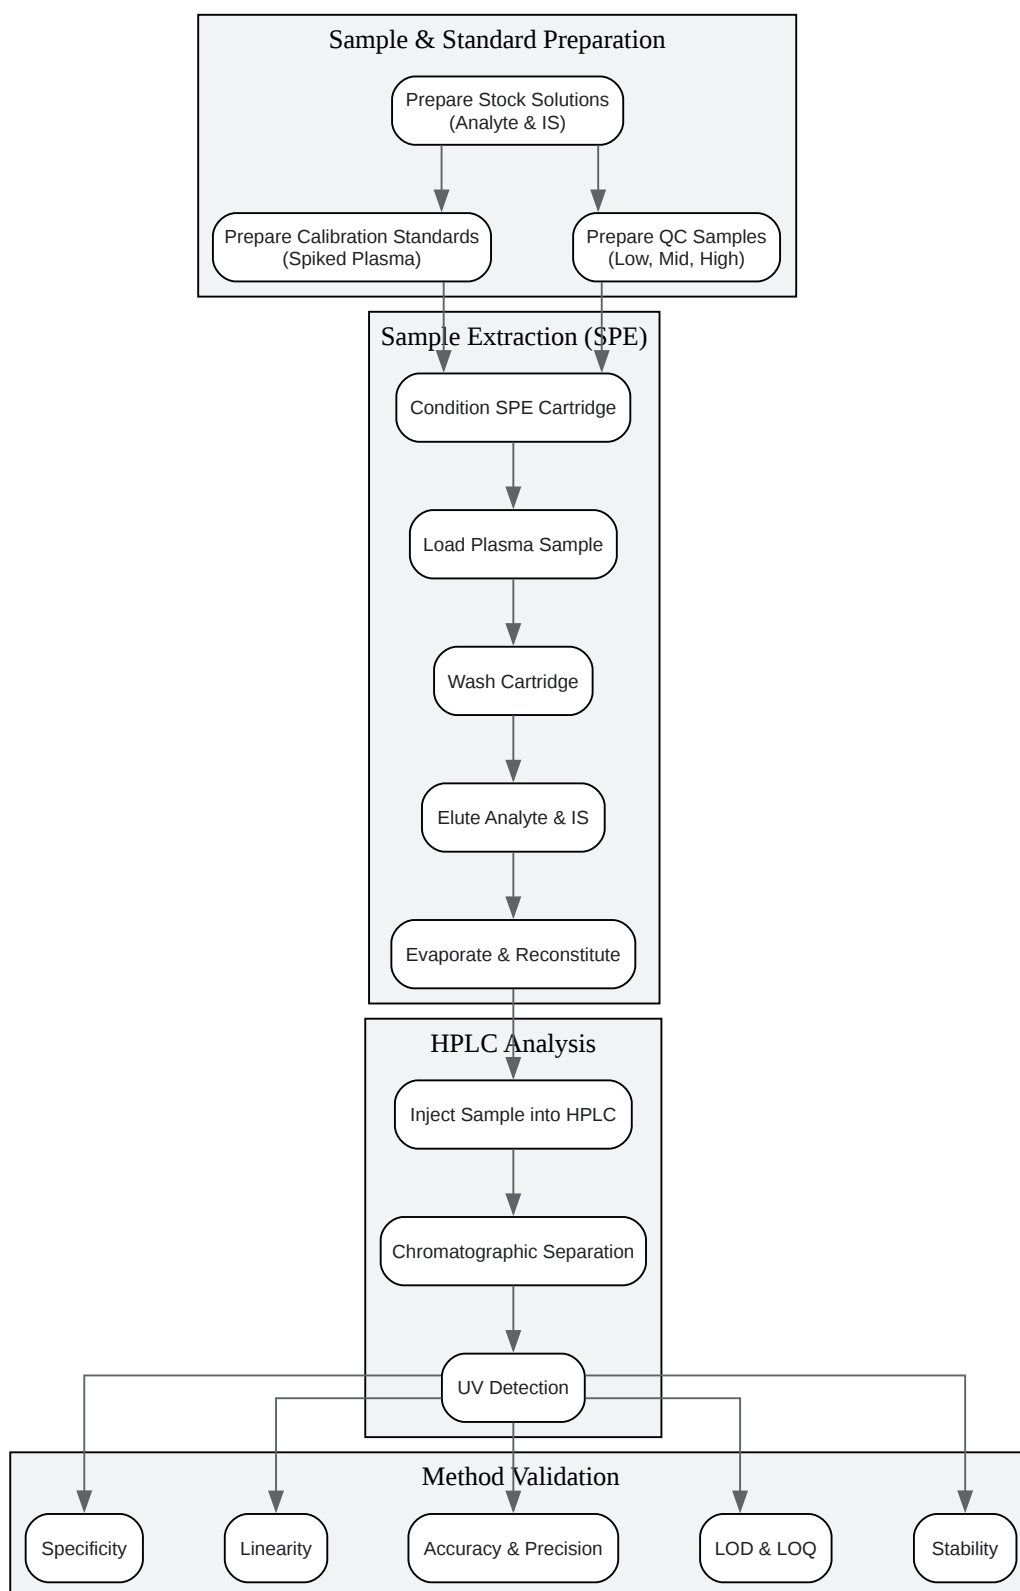 Sample & Standard Preparation
Prepare Stock Solutions
(Analyte & IS)
Prepare Calibration Standards
(Spiked Plasma)
Prepare QC Samples
(Low, Mid, High)
Sample Extraction (SPE)
Condition SPE Cartridge
Load Plasma Sample
Wash Cartridge
Elute Analyte & IS
Evaporate & Reconstitute
HPLC Analysis
Inject Sample into HPLC
Chromatographic Separation
UV Detection
Method Validation
Specificity
Linearity
Accuracy & Precision
LOD & LOQ
Stability